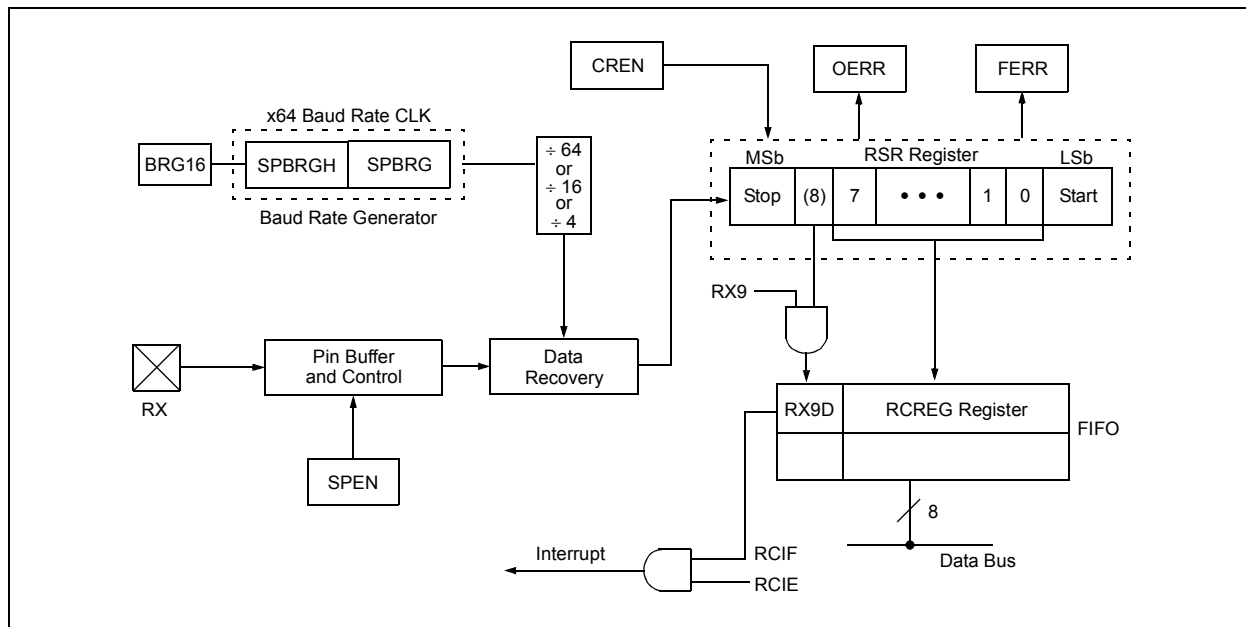 CREN
OERR
FERR
x64 Baud Rate CLK
BRG16
SPBRGH
SPBRG
Baud Rate Generator
÷ 64
or
÷ 16
or
÷ 4
MSb
RSR Register
LSb
Stop
(8)
7
• • •
1
0
Start
RX9
RX
Pin Buffer
and Control
Data
Recovery
SPEN
RX9D
RCREG Register
FIFO
8
Data Bus
Interrupt
RCIF
RCIE